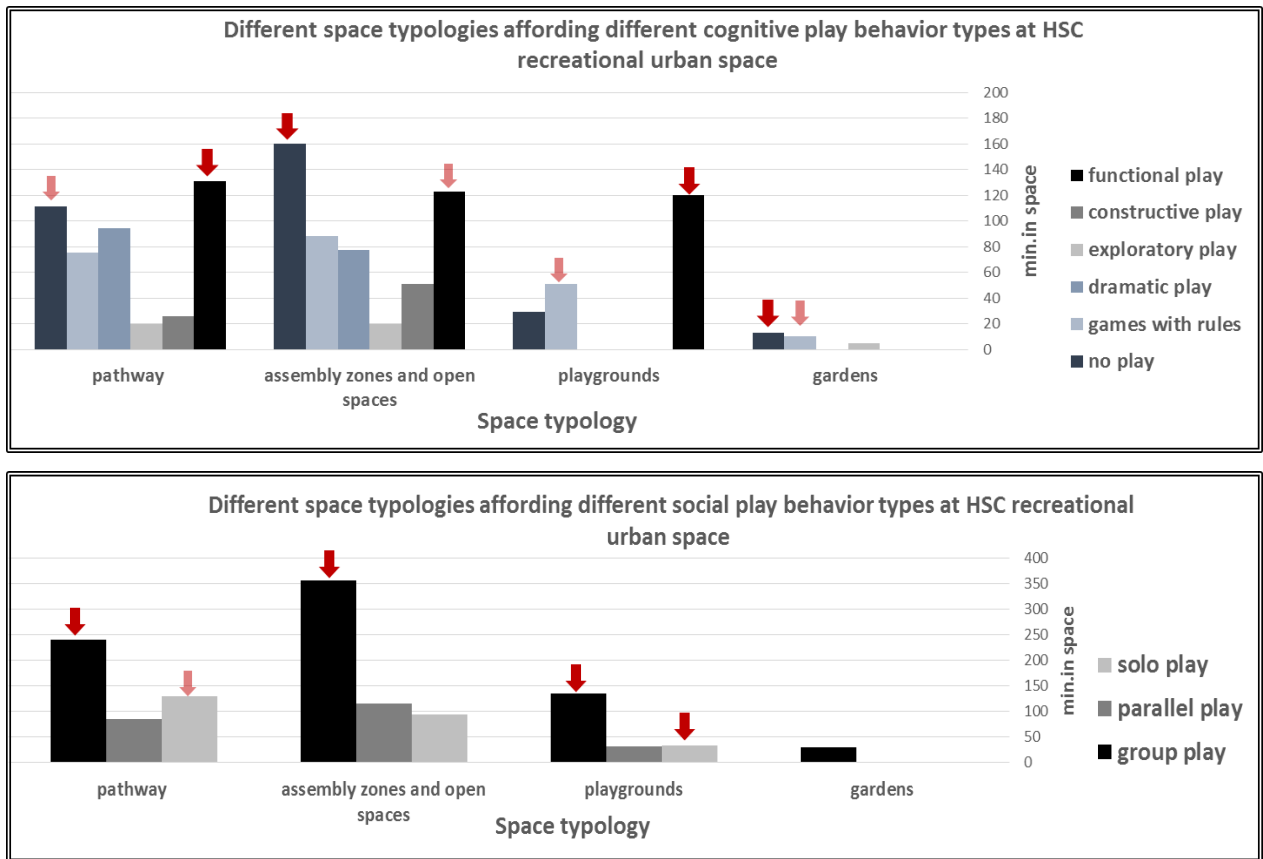 Different space typologies affording different cognitive play behavior types at HSC
recreational urban space
200
180
160
140
120
100
80
60
40
20
0
min.in space
functional play
constructive play
exploratory play
dramatic play
games with rules
no play
pathway
assembly zones and open
spaces
playgrounds
gardens
Space typology
Different space typologies affording different social play behavior types at HSC recreational
urban space
400
350
300
250
200
150
100
50
0
min.in space
solo play
parallel play
group play
pathway
assembly zones and open
spaces
playgrounds
gardens
Space typology